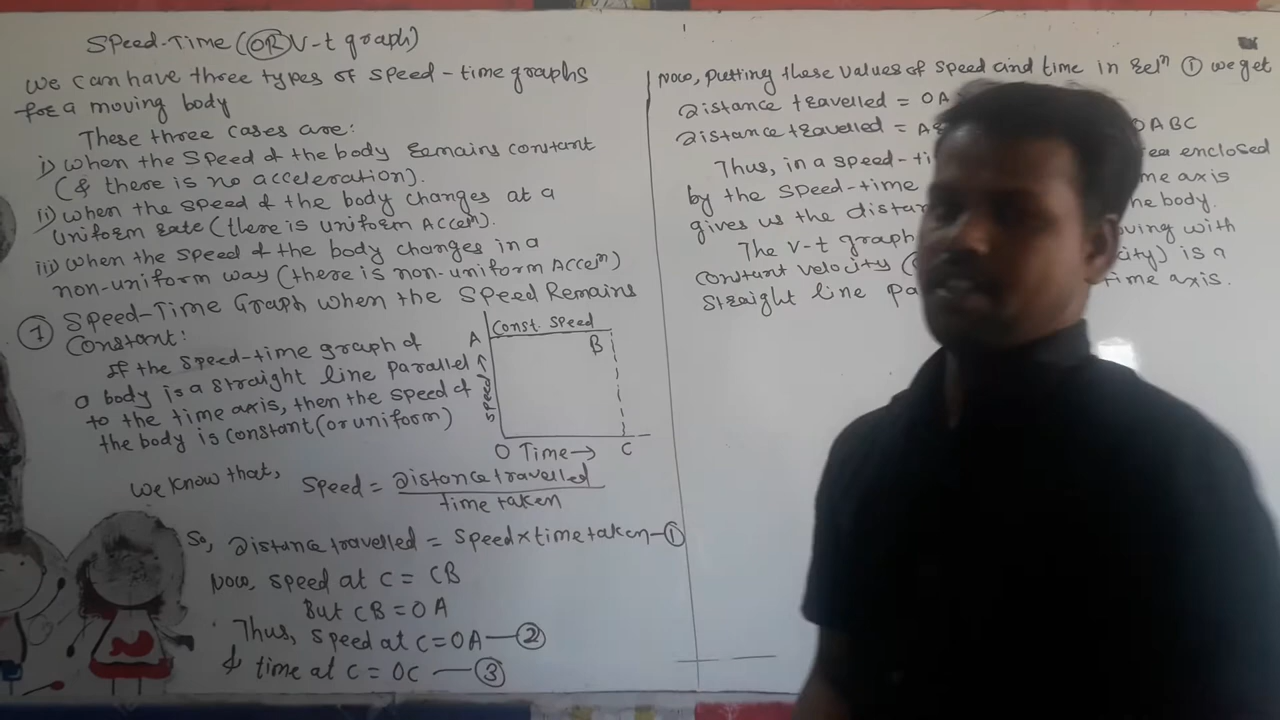 Speed-Time (OR) V-t graph)
We can have three types of speed-time graphs
for a moving body
These three cases are:
i) When the speed of the body remains constant
(& there is no acceleration).
ii) When the speed of the body changes at a
uniform rate (there is uniform Acceⁿ).
iii) When the speed of the body changes in a
non-uniform way (there is non-uniform Acceⁿ)
1 Speed-Time Graph when the Speed Remains
Constant:
If the speed-time graph of
a body is a straight line parallel
to the time axis, then the speed of
the body is constant (or uniform)
A Const. speed
B
Speed
O Time→ C
We know that,
Speed = Distance travelled
time taken
So, Distance travelled = Speed×time taken-①
Now, speed at C = CB
But CB = OA
Thus, speed at C = OA—②
& time at C = OC —③
Now, putting these values of speed and time in relⁿ ① we get
Distance travelled = OA
Distance travelled = OABC
Thus, in a speed- enclosed
by the speed-time axis
gives us the the body.
The v-t graph with
constant velocity ( is a
straight line time axis.